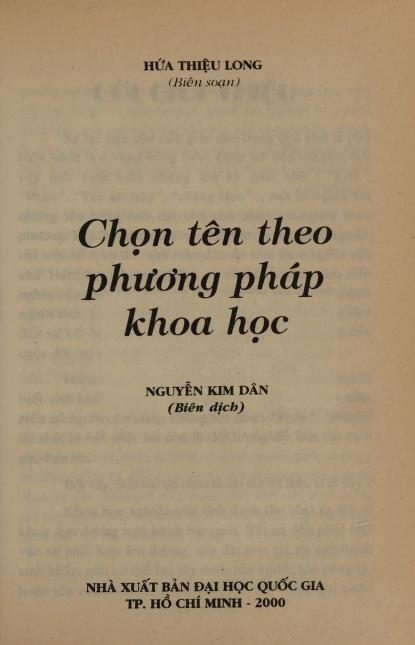 HỨA THIỆU LONG
(Biên soạn)
Chọn tên theo
phương pháp
khoa học
NGUYỄN KIM DÂN
(Biên dịch)
NHÀ XUẤT BẢN ĐẠI HỌC QUỐC GIA
TP. HỒ CHÍ MINH - 2000